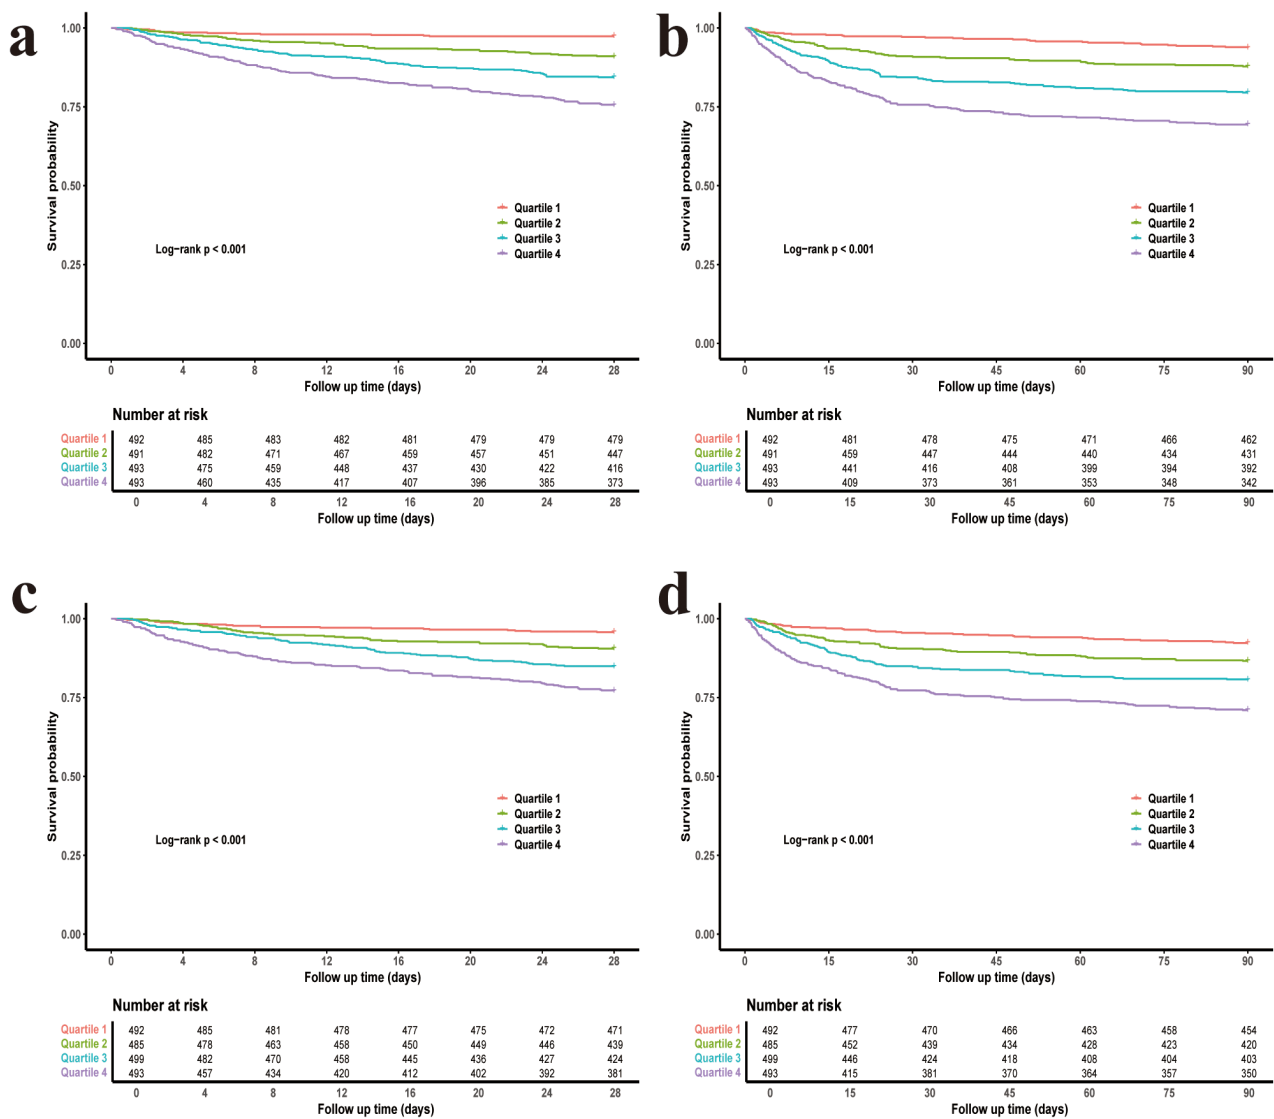 a
1.00
0.75
0.50
0.25
0.00
Survival probability
Quartile 1
Quartile 2
Quartile 3
Quartile 4
Log-rank p < 0.001
0 4 8 12 16 20 24 28
Follow up time (days)
Number at risk
Quartile 1 492 485 483 482 481 479 479 479
Quartile 2 491 482 471 467 459 457 451 447
Quartile 3 493 475 459 448 437 430 422 416
Quartile 4 493 460 435 417 407 396 385 373
0 4 8 12 16 20 24 28
Follow up time (days)
b
1.00
0.75
0.50
0.25
0.00
Survival probability
Quartile 1
Quartile 2
Quartile 3
Quartile 4
Log-rank p < 0.001
0 15 30 45 60 75 90
Follow up time (days)
Number at risk
Quartile 1 492 481 478 475 471 466 462
Quartile 2 491 459 447 444 440 434 431
Quartile 3 493 441 416 408 399 394 392
Quartile 4 493 409 373 361 353 348 342
0 15 30 45 60 75 90
Follow up time (days)
c
1.00
0.75
0.50
0.25
0.00
Survival probability
Quartile 1
Quartile 2
Quartile 3
Quartile 4
Log-rank p < 0.001
0 4 8 12 16 20 24 28
Follow up time (days)
Number at risk
Quartile 1 492 485 481 478 477 475 472 471
Quartile 2 485 478 463 458 450 449 446 439
Quartile 3 499 482 470 458 445 436 427 424
Quartile 4 493 457 434 420 412 402 392 381
0 4 8 12 16 20 24 28
Follow up time (days)
d
1.00
0.75
0.50
0.25
0.00
Survival probability
Quartile 1
Quartile 2
Quartile 3
Quartile 4
Log-rank p < 0.001
0 15 30 45 60 75 90
Follow up time (days)
Number at risk
Quartile 1 492 477 470 466 463 458 454
Quartile 2 485 452 439 434 428 423 420
Quartile 3 499 446 424 418 408 404 403
Quartile 4 493 415 381 370 364 357 350
0 15 30 45 60 75 90
Follow up time (days)